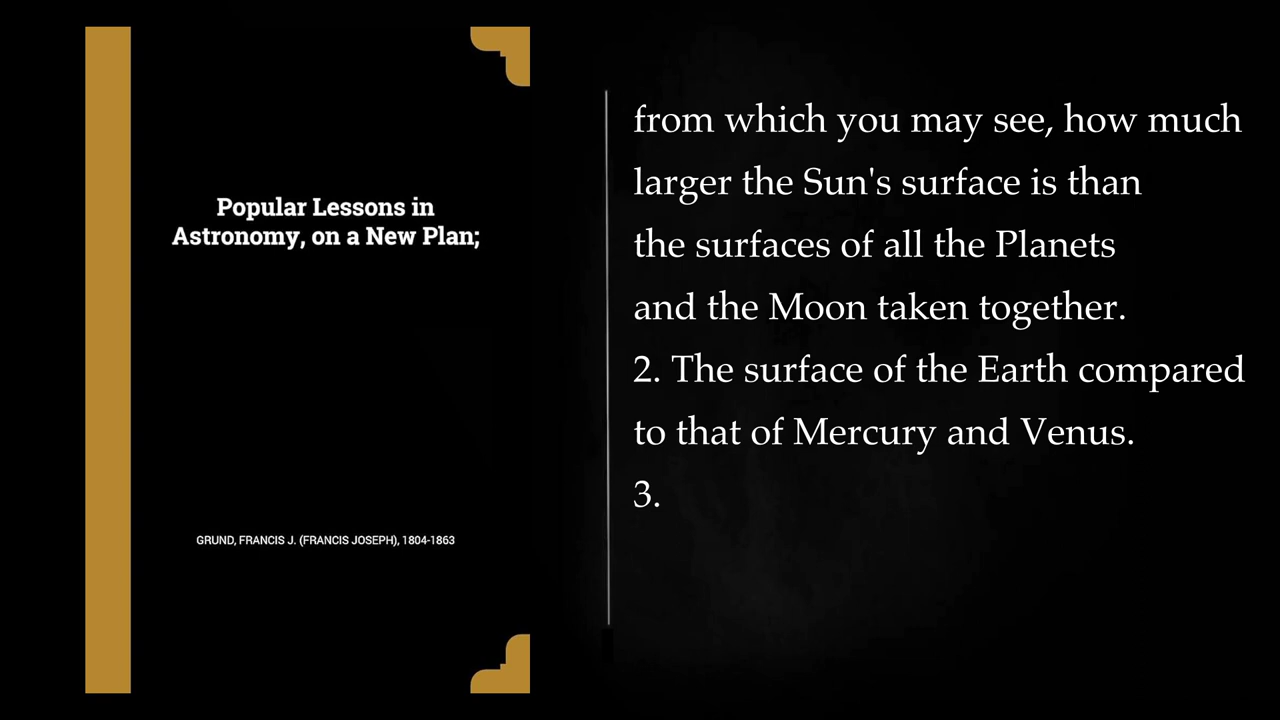 Popular Lessons in
Astronomy, on a New Plan;
GRUND, FRANCIS J. (FRANCIS JOSEPH), 1804-1863
from which you may see, how much
larger the Sun's surface is than
the surfaces of all the Planets
and the Moon taken together.
2. The surface of the Earth compared
to that of Mercury and Venus.
3.